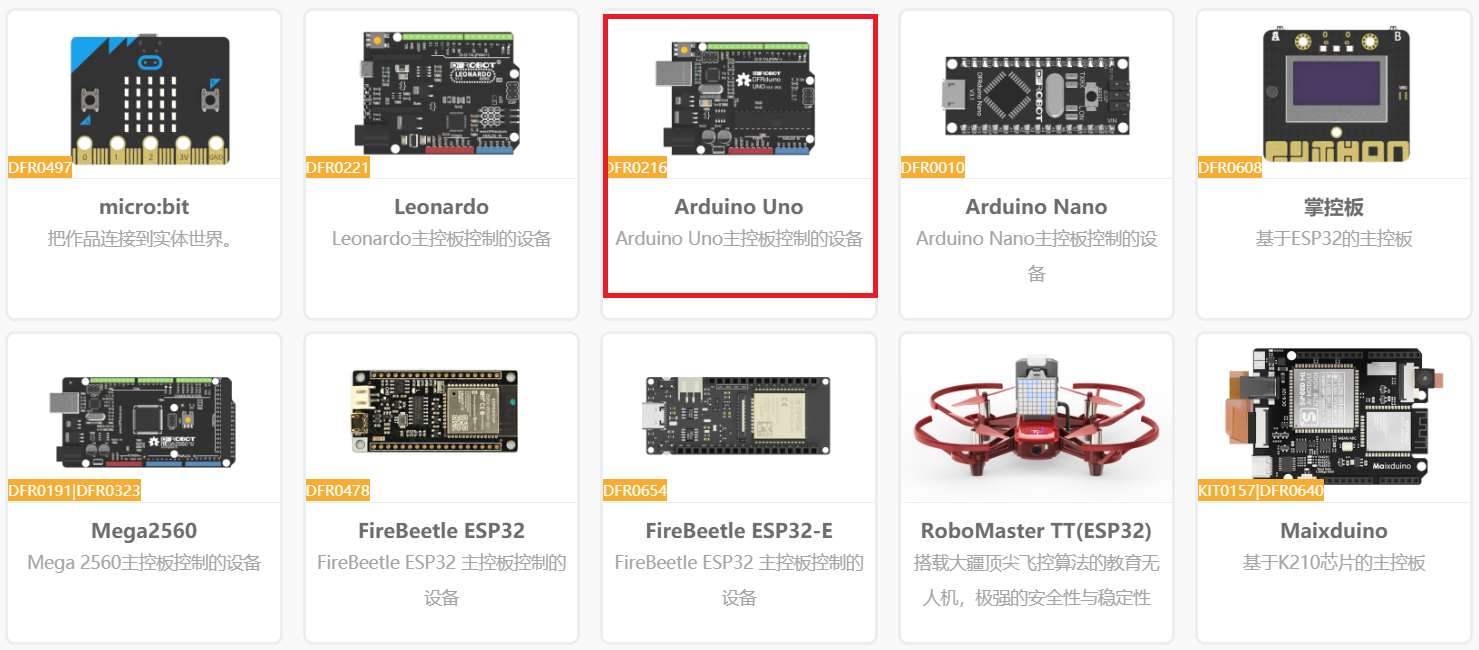 DFR0497
micro:bit
把作品连接到实体世界。
DFR0221
Leonardo
Leonardo主控板控制的设备
DFR0216
Arduino Uno
Arduino Uno主控板控制的设备
DFR0010
Arduino Nano
Arduino Nano主控板控制的设
备
A
B
DFR0608
掌控板
基于ESP32的主控板
DFR0191|DFR0323
Mega2560
Mega 2560主控板控制的设备
DFR0478
FireBeetle ESP32
FireBeetle ESP32 主控板控制的
设备
DFR0654
FireBeetle ESP32-E
FireBeetle ESP32 主控板控制的
设备
RoboMaster TT(ESP32)
搭载大疆顶尖飞控算法的教育无
人机，极强的安全性与稳定性
Maixduino
KIT0157|DFR0640
Maixduino
基于K210芯片的主控板